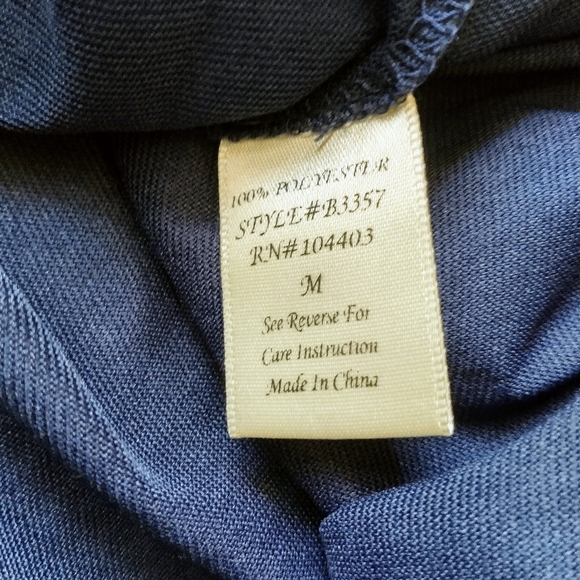 100% POLYESTER
STYLE#B3357
RN#104403
M
See Reverse For
Care Instruction
Made In China